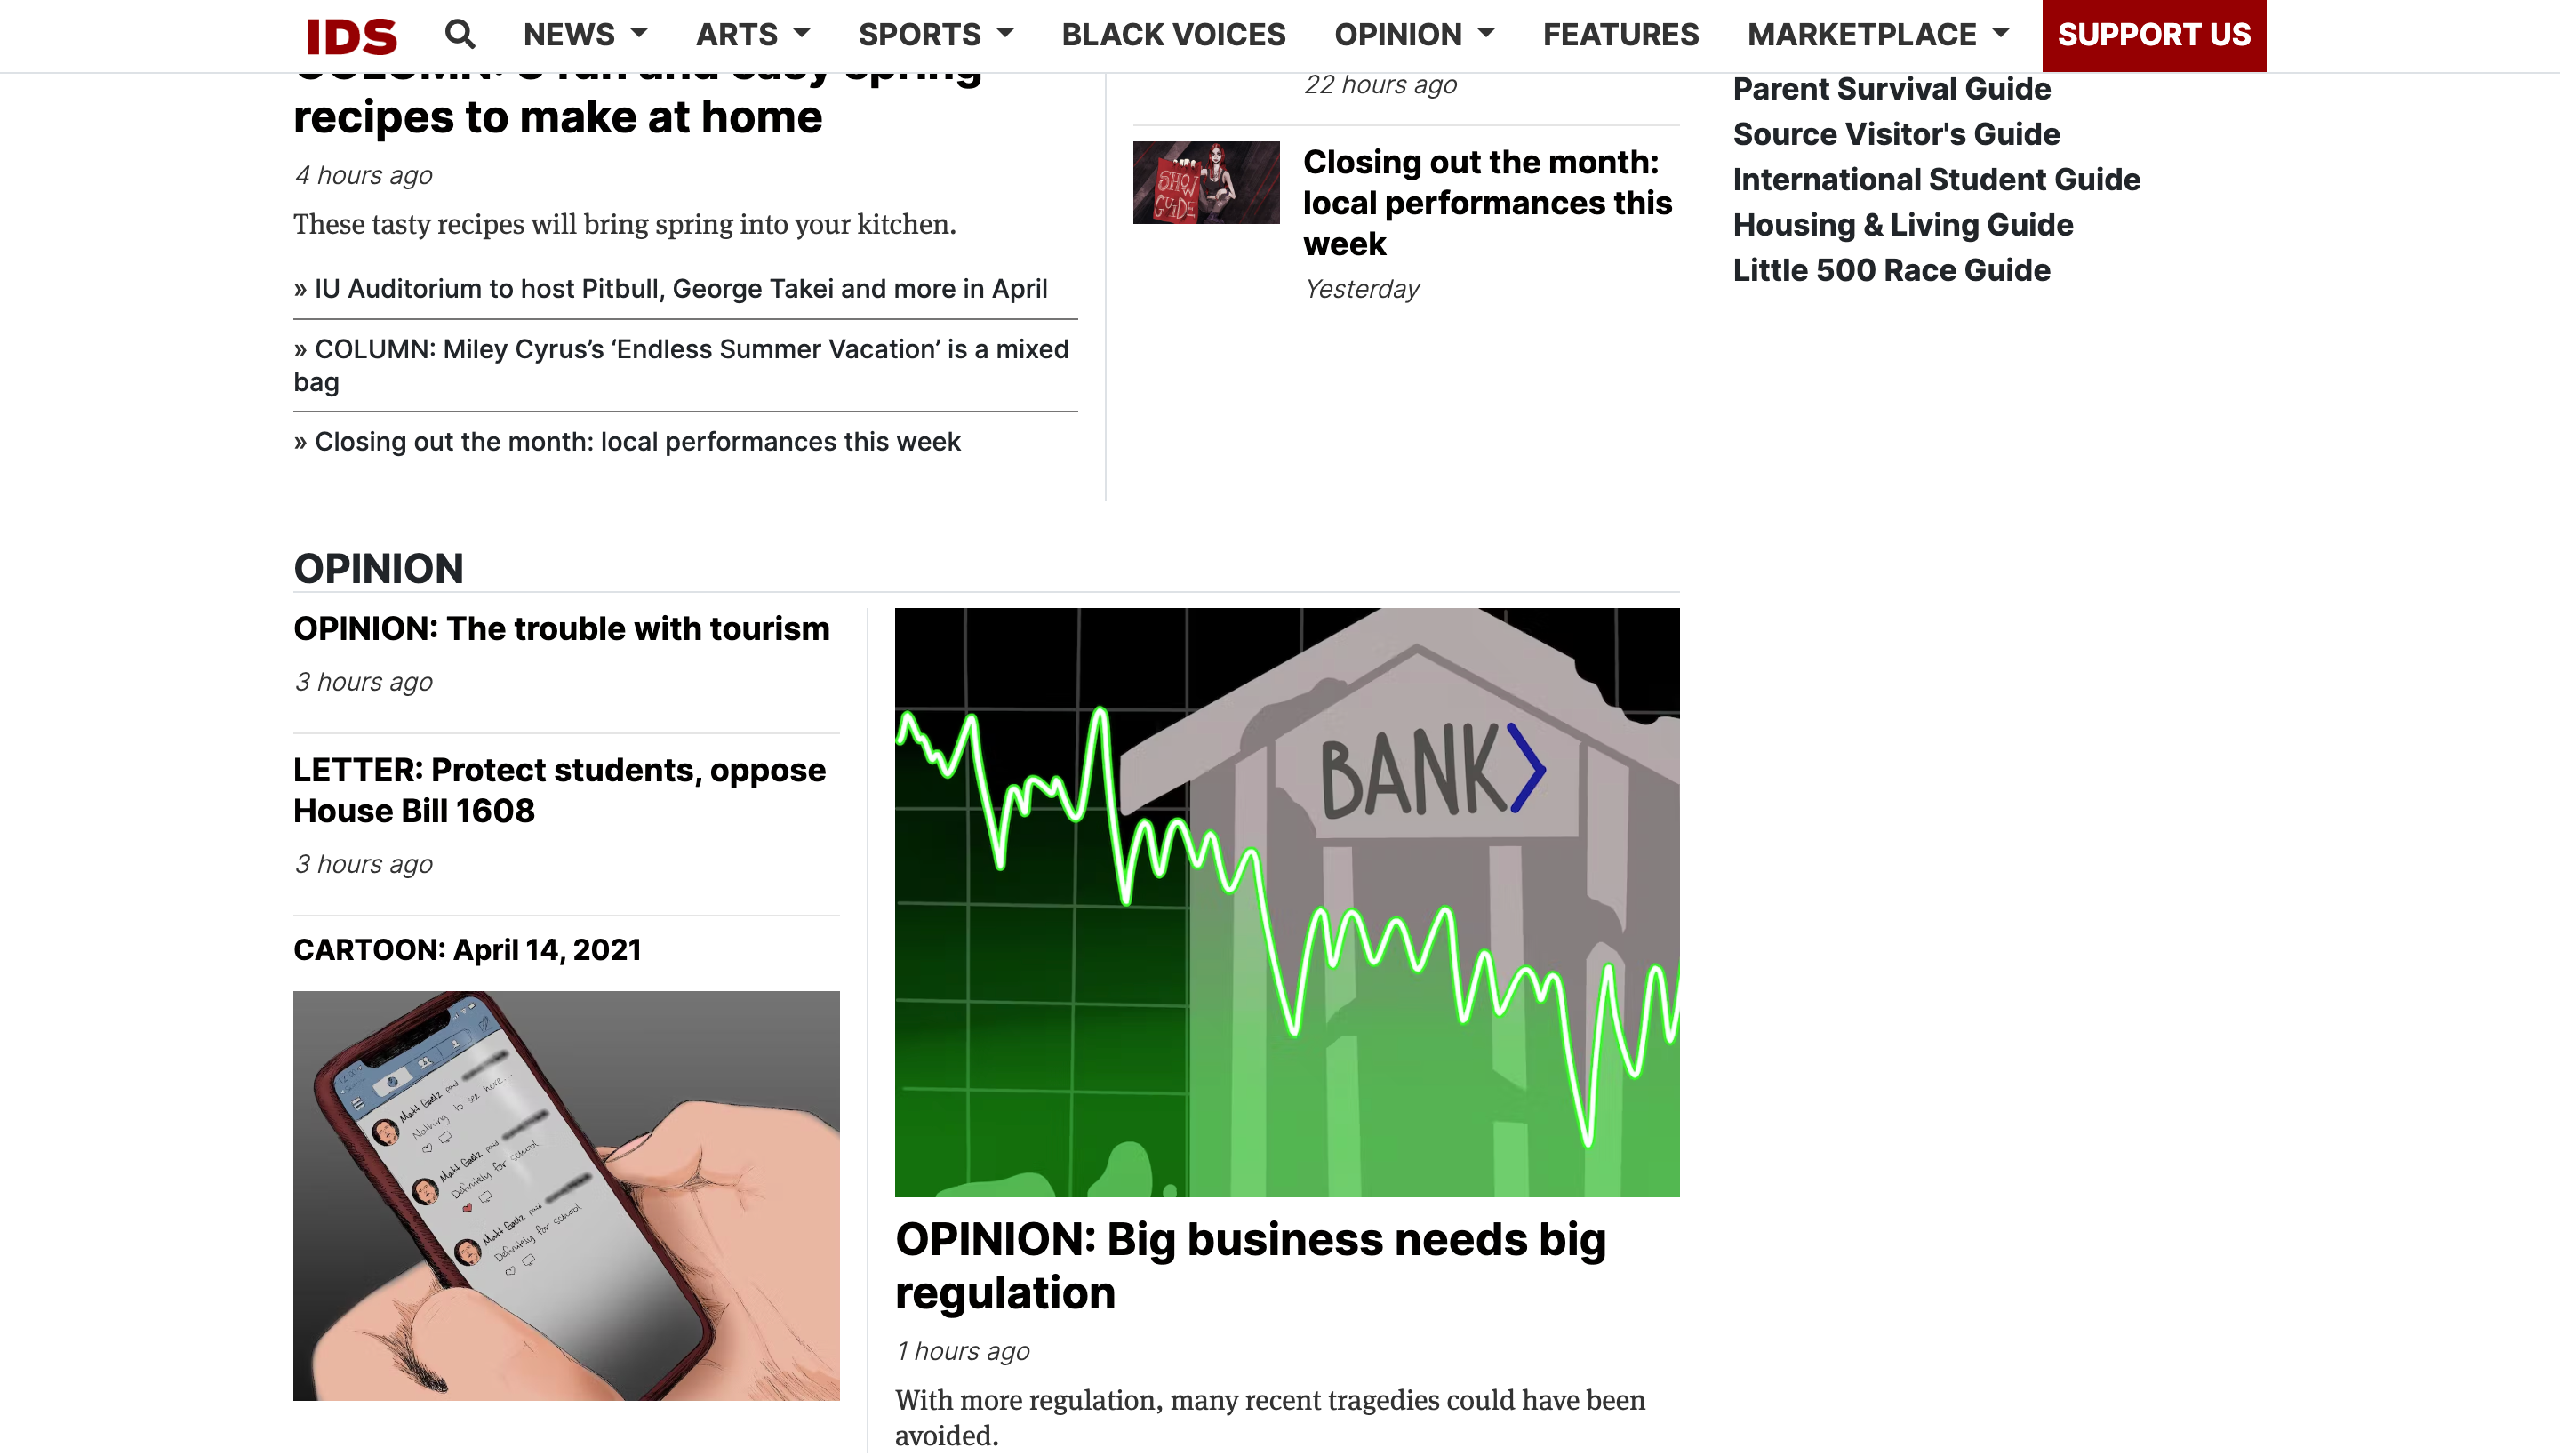 IDS
NEWS
ARTS
SPORTS
BLACK VOICES
OPINION
FEATURES
MARKETPLACE
SUPPORT US
recipes to make at home
4 hours ago
These tasty recipes will bring spring into your kitchen.
» IU Auditorium to host Pitbull, George Takei and more in April
» COLUMN: Miley Cyrus’s ‘Endless Summer Vacation’ is a mixed
bag
» Closing out the month: local performances this week
22 hours ago
SHOW
GUIDE
Closing out the month:
local performances this
week
Yesterday
Parent Survival Guide
Source Visitor's Guide
International Student Guide
Housing & Living Guide
Little 500 Race Guide
OPINION
OPINION: The trouble with tourism
3 hours ago
LETTER: Protect students, oppose
House Bill 1608
3 hours ago
CARTOON: April 14, 2021
Matt Gaetz paid
Nothing to see here...
Matt Gaetz paid
Definitely for school
Matt Gaetz paid
Definitely for school
BANK
OPINION: Big business needs big
regulation
1 hours ago
With more regulation, many recent tragedies could have been
avoided.